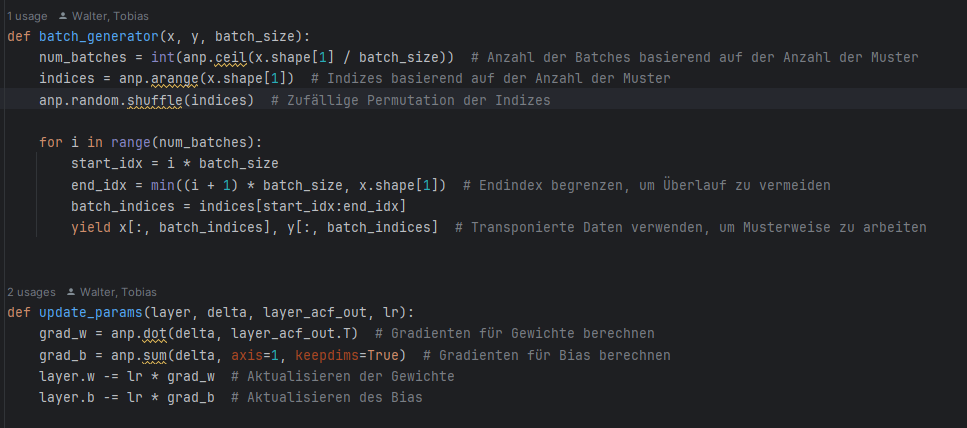 1 usage Walter, Tobias
def batch_generator(x, y, batch_size):
    num_batches = int(anp.ceil(x.shape[1] / batch_size))  # Anzahl der Batches basierend auf der Anzahl der Muster
    indices = anp.arange(x.shape[1])  # Indizes basierend auf der Anzahl der Muster
    anp.random.shuffle(indices)  # Zufällige Permutation der Indizes
    for i in range(num_batches):
        start_idx = i * batch_size
        end_idx = min((i + 1) * batch_size, x.shape[1])  # Endindex begrenzen, um Überlauf zu vermeiden
        batch_indices = indices[start_idx:end_idx]
        yield x[:, batch_indices], y[:, batch_indices]  # Transponierte Daten verwenden, um Musterweise zu arbeiten
2 usages Walter, Tobias
def update_params(layer, delta, layer_acf_out, lr):
    grad_w = anp.dot(delta, layer_acf_out.T)  # Gradienten für Gewichte berechnen
    grad_b = anp.sum(delta, axis=1, keepdims=True)  # Gradienten für Bias berechnen
    layer.w -= lr * grad_w  # Aktualisieren der Gewichte
    layer.b -= lr * grad_b  # Aktualisieren des Bias